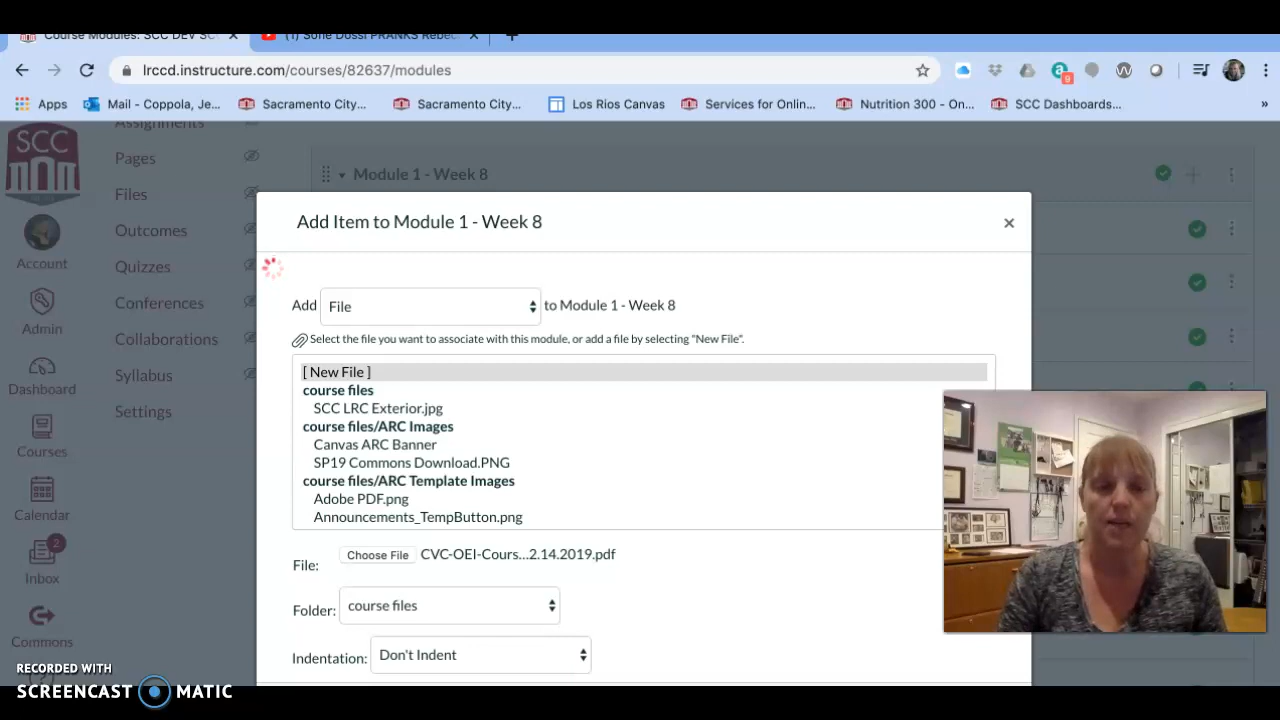 Course Modules: SCC DEV SC
(1) Sofie Dossi PRANKS Rebec
lrccd.instructure.com/courses/82637/modules
9
Apps Mail - Coppola, Je... Sacramento City... Sacramento City... Los Rios Canvas Services for Onlin... Nutrition 300 - On... SCC Dashboards... »
SCC
Account
Admin
Dashboard
Courses
Calendar
2
Inbox
Commons
Assignments
Pages
Files
Outcomes
Quizzes
Conferences
Collaborations
Syllabus
Settings
Module 1 - Week 8
Add Item to Module 1 - Week 8 ×
Add File to Module 1 - Week 8
Select the file you want to associate with this module, or add a file by selecting "New File".
[ New File ]
course files
SCC LRC Exterior.jpg
course files/ARC Images
Canvas ARC Banner
SP19 Commons Download.PNG
course files/ARC Template Images
Adobe PDF.png
Announcements_TempButton.png
File: Choose File CVC-OEI-Cours...2.14.2019.pdf
Folder: course files
Indentation: Don't Indent
RECORDED WITH
SCREENCAST MATIC